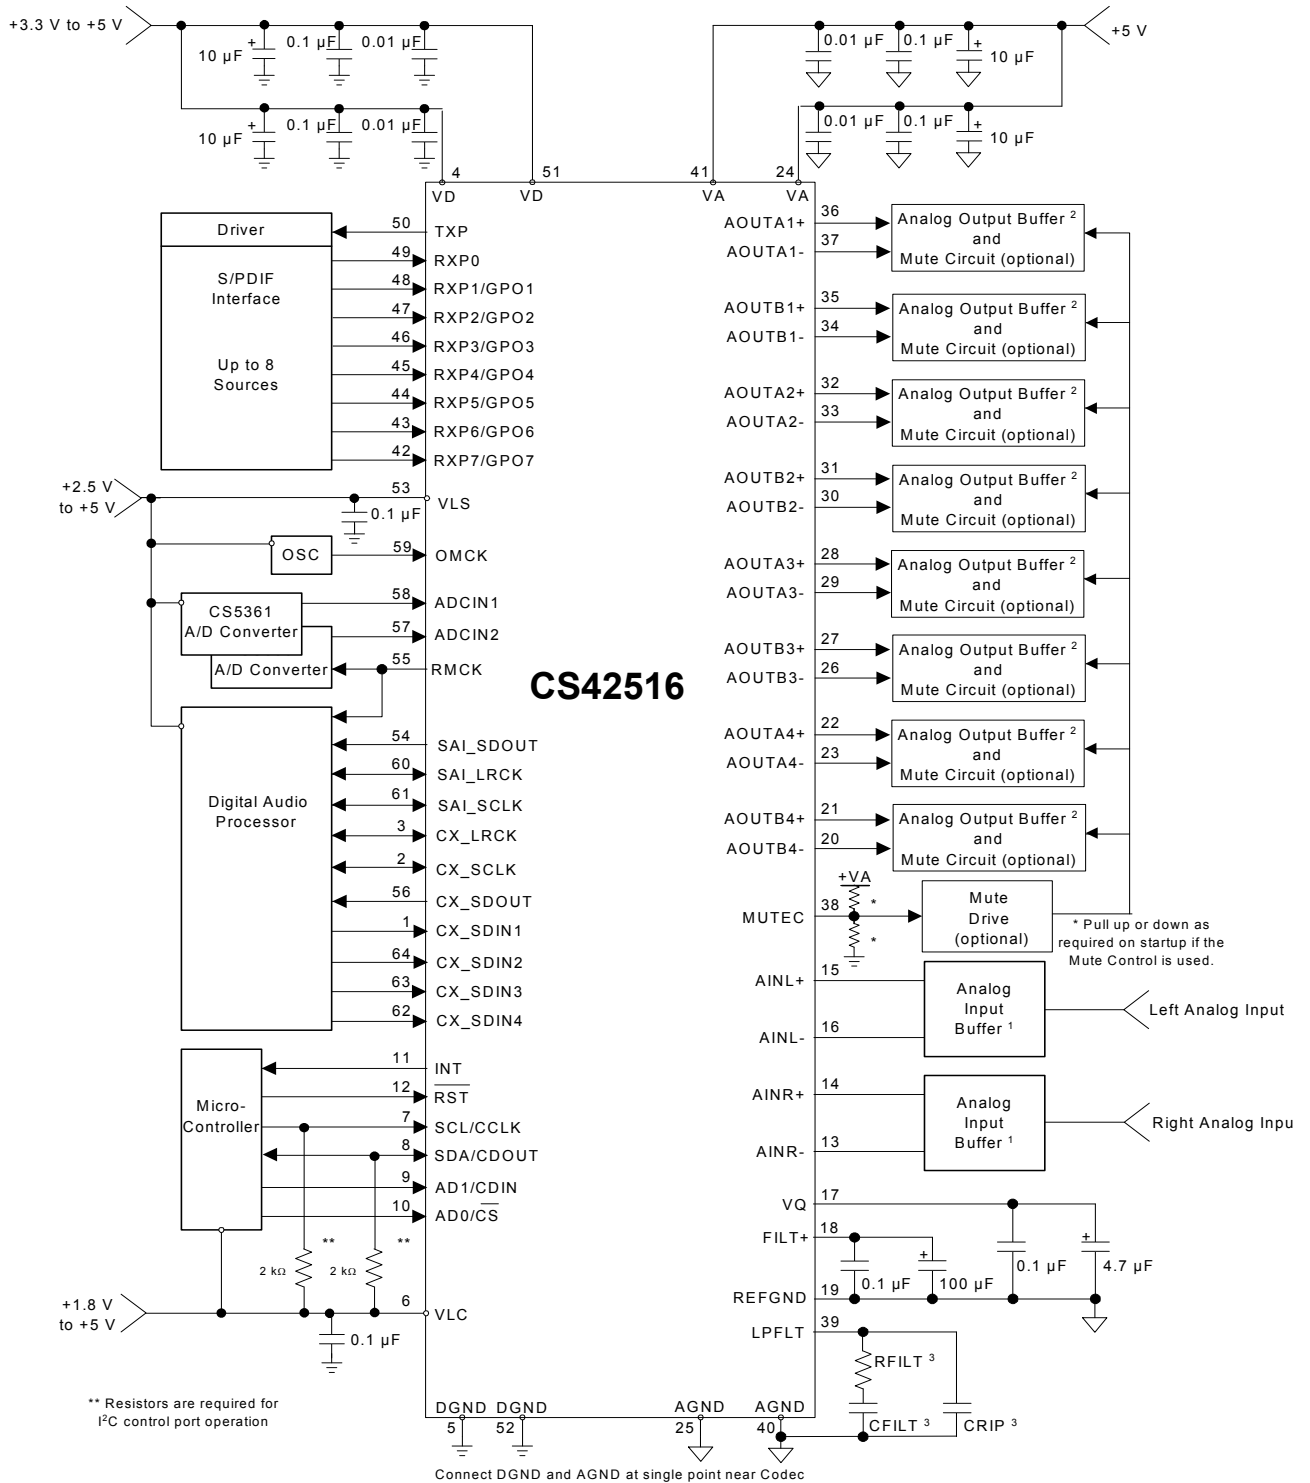 +3.3 V to +5 V
10 µF
+
0.1 µF
0.01 µF
10 µF
+
0.1 µF
0.01 µF
0.01 µF
0.1 µF
+
10 µF
+5 V
0.01 µF
0.1 µF
+
10 µF
4
51
41
24
VD
VD
VA
VA
Driver
S/PDIF
Interface
Up to 8
Sources
50 TXP
49 RXP0
48 RXP1/GPO1
47 RXP2/GPO2
46 RXP3/GPO3
45 RXP4/GPO4
44 RXP5/GPO5
43 RXP6/GPO6
42 RXP7/GPO7
+2.5 V
to +5 V
53 VLS
0.1 µF
OSC
59 OMCK
CS5361
A/D Converter
58 ADCIN1
57 ADCIN2
A/D Converter
55 RMCK
CS42516
Digital Audio
Processor
54 SAI_SDOUT
60 SAI_LRCK
61 SAI_SCLK
3 CX_LRCK
2 CX_SCLK
56 CX_SDOUT
1 CX_SDIN1
64 CX_SDIN2
63 CX_SDIN3
62 CX_SDIN4
Micro-
Controller
11 INT
12 RST
7 SCL/CCLK
8 SDA/CDOUT
9 AD1/CDIN
10 AD0/CS
**
2 kΩ
**
2 kΩ
+1.8 V
to +5 V
6 VLC
0.1 µF
** Resistors are required for
I²C control port operation
AOUTA1+ 36
AOUTA1- 37
Analog Output Buffer ²
and
Mute Circuit (optional)
AOUTB1+ 35
AOUTB1- 34
Analog Output Buffer ²
and
Mute Circuit (optional)
AOUTA2+ 32
AOUTA2- 33
Analog Output Buffer ²
and
Mute Circuit (optional)
AOUTB2+ 31
AOUTB2- 30
Analog Output Buffer ²
and
Mute Circuit (optional)
AOUTA3+ 28
AOUTA3- 29
Analog Output Buffer ²
and
Mute Circuit (optional)
AOUTB3+ 27
AOUTB3- 26
Analog Output Buffer ²
and
Mute Circuit (optional)
AOUTA4+ 22
AOUTA4- 23
Analog Output Buffer ²
and
Mute Circuit (optional)
AOUTB4+ 21
AOUTB4- 20
Analog Output Buffer ²
and
Mute Circuit (optional)
+VA
*
MUTEC 38
*
Mute
Drive
(optional)
* Pull up or down as
required on startup if the
Mute Control is used.
AINL+ 15
AINL- 16
Analog
Input
Buffer ¹
Left Analog Input
AINR+ 14
AINR- 13
Analog
Input
Buffer ¹
Right Analog Inpu
VQ 17
FILT+ 18
0.1 µF
+
100 µF
0.1 µF
+
4.7 µF
REFGND 19
LPFLT 39
RFILT ³
CFILT ³
CRIP ³
DGND
DGND
AGND
AGND
5
52
25
40
Connect DGND and AGND at single point near Codec